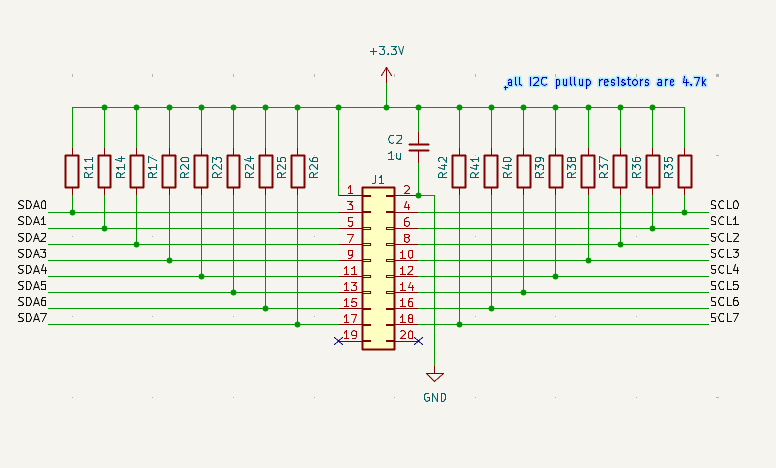 +3.3V
all I2C pullup resistors are 4.7k
C2
1u
R11 R14 R17 R20 R23 R24 R25 R26 R42 R41 R40 R39 R38 R37 R36 R35
J1
1 2
SDA0 3 4 SCL0
SDA1 5 6 SCL1
SDA2 7 8 SCL2
SDA3 9 10 SCL3
SDA4 11 12 SCL4
SDA5 13 14 SCL5
SDA6 15 16 SCL6
SDA7 17 18 SCL7
19 20
GND